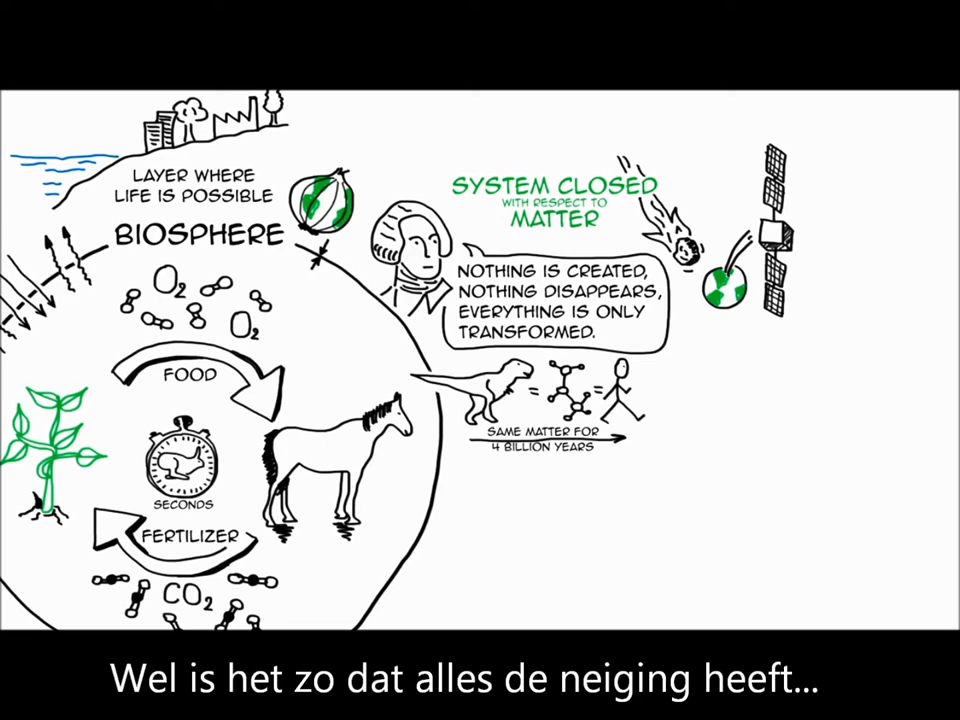 LAYER WHERE
LIFE IS POSSIBLE
BIOSPHERE
SYSTEM CLOSED
WITH RESPECT TO
MATTER
NOTHING IS CREATED,
NOTHING DISAPPEARS,
EVERYTHING IS ONLY
TRANSFORMED.
O2
O2
FOOD
SAME MATTER FOR
4 BILLION YEARS
SECONDS
FERTILIZER
CO2
Wel is het zo dat alles de neiging heeft...